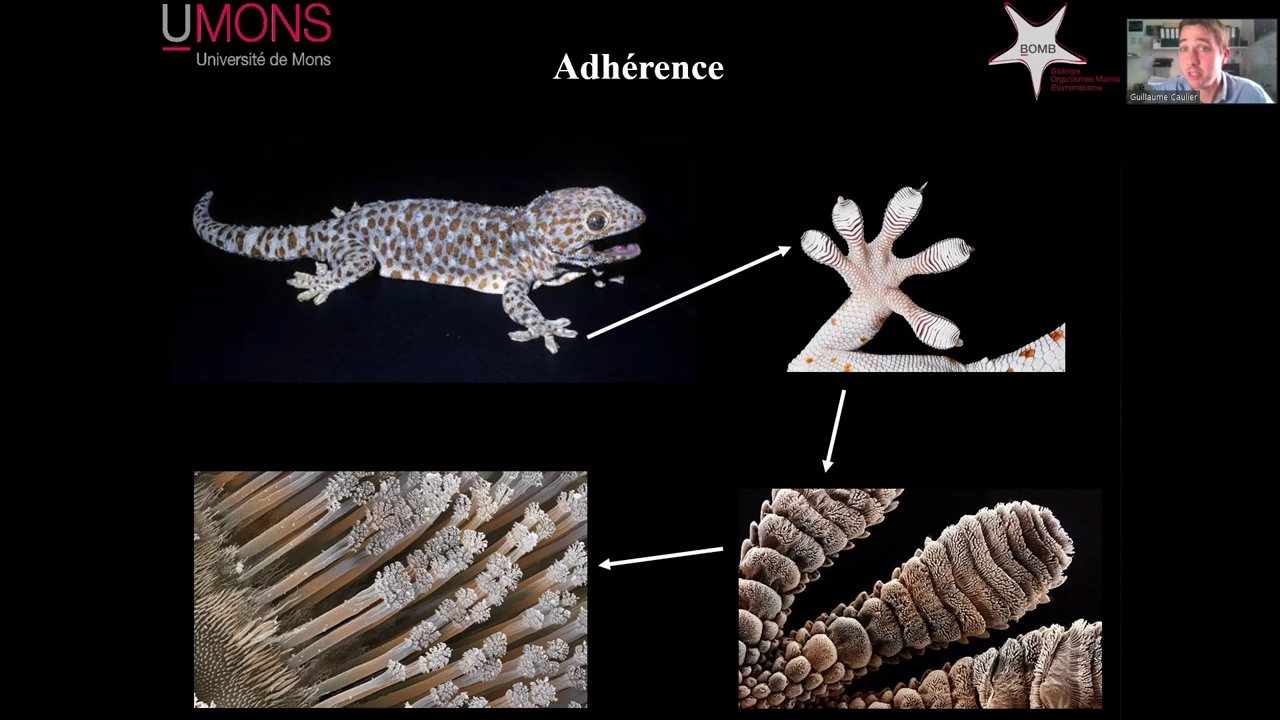 UMONS
Université de Mons
Adhérence
BOMB
Biologie
Organismes Marins
Biomimétisme
Guillaume Caulier